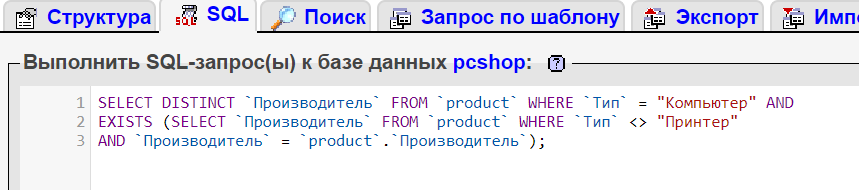 Структура SQL Поиск Запрос по шаблону Экспорт
Выполнить SQL-запрос(ы) к базе данных pcshop:
1 SELECT DISTINCT `Производитель` FROM `product` WHERE `Тип` = "Компьютер" AND
2 EXISTS (SELECT `Производитель` FROM `product` WHERE `Тип` <> "Принтер"
3 AND `Производитель` = `product`.`Производитель`);